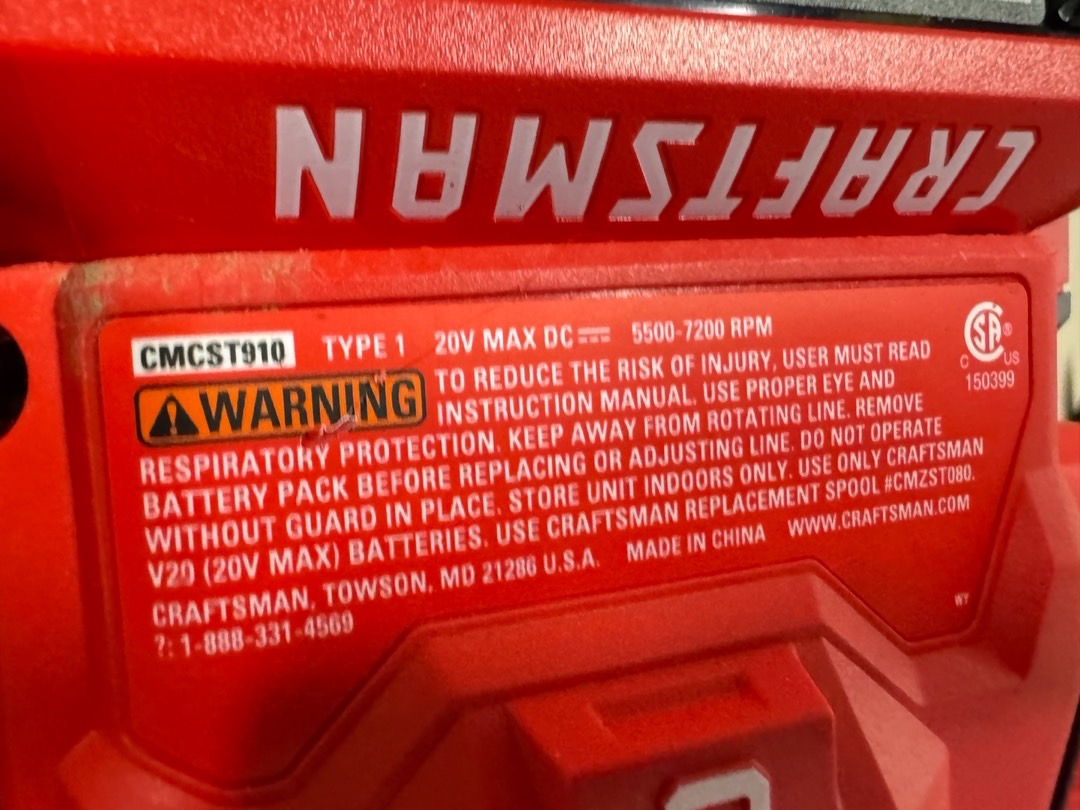 CRAFTSMAN
CMCST910 TYPE 1 20V MAX DC 5500-7200 RPM
WARNING TO REDUCE THE RISK OF INJURY, USER MUST READ
INSTRUCTION MANUAL. USE PROPER EYE AND
RESPIRATORY PROTECTION. KEEP AWAY FROM ROTATING LINE. REMOVE
BATTERY PACK BEFORE REPLACING OR ADJUSTING LINE. DO NOT OPERATE
WITHOUT GUARD IN PLACE. STORE UNIT INDOORS ONLY. USE ONLY CRAFTSMAN
V20 (20V MAX) BATTERIES. USE CRAFTSMAN REPLACEMENT SPOOL #CMZST080.
CRAFTSMAN, TOWSON, MD 21286 U.S.A. MADE IN CHINA WWW.CRAFTSMAN.COM
?: 1-888-331-4569
C SA ® US
150399